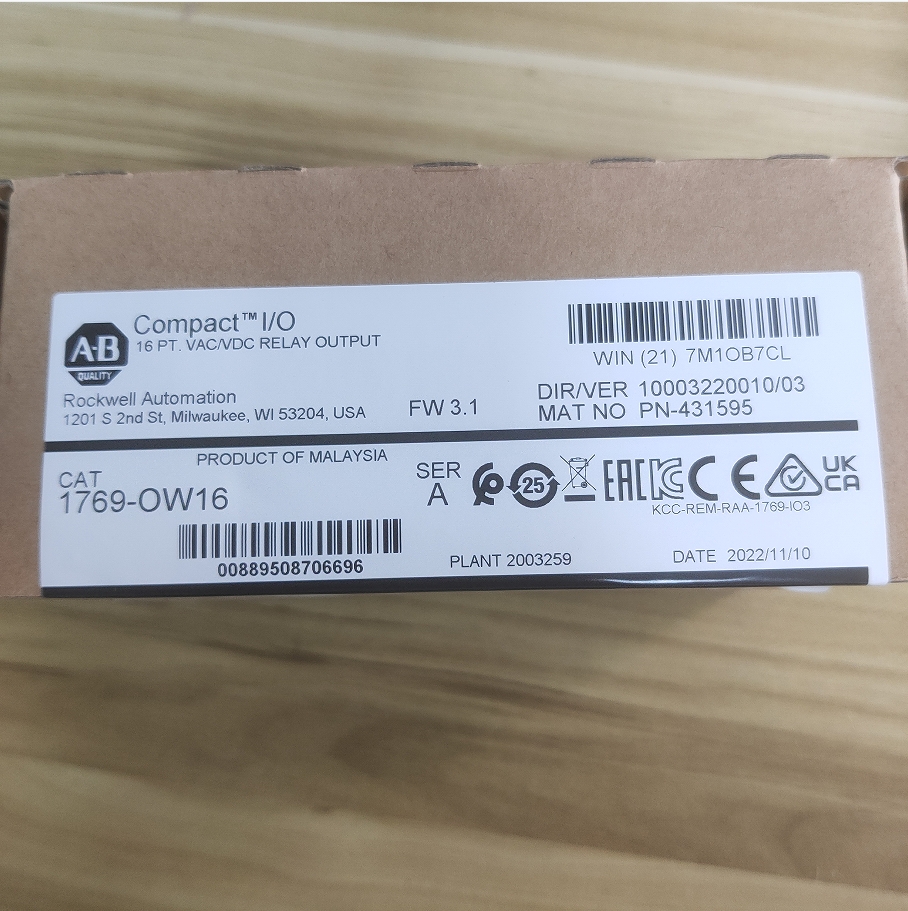 A-B
QUALITY
Compact™ I/O
16 PT. VAC/VDC RELAY OUTPUT
Rockwell Automation
1201 S 2nd St, Milwaukee, WI 53204, USA
FW 3.1
WIN (21) 7M1OB7CL
DIR/VER 10003220010/03
MAT NO PN-431595
PRODUCT OF MALAYSIA
CAT
1769-OW16
00889508706696
SER
A
25
EAC
KC
CE
UK
CA
KCC-REM-RAA-1769-IO3
PLANT 2003259
DATE 2022/11/10